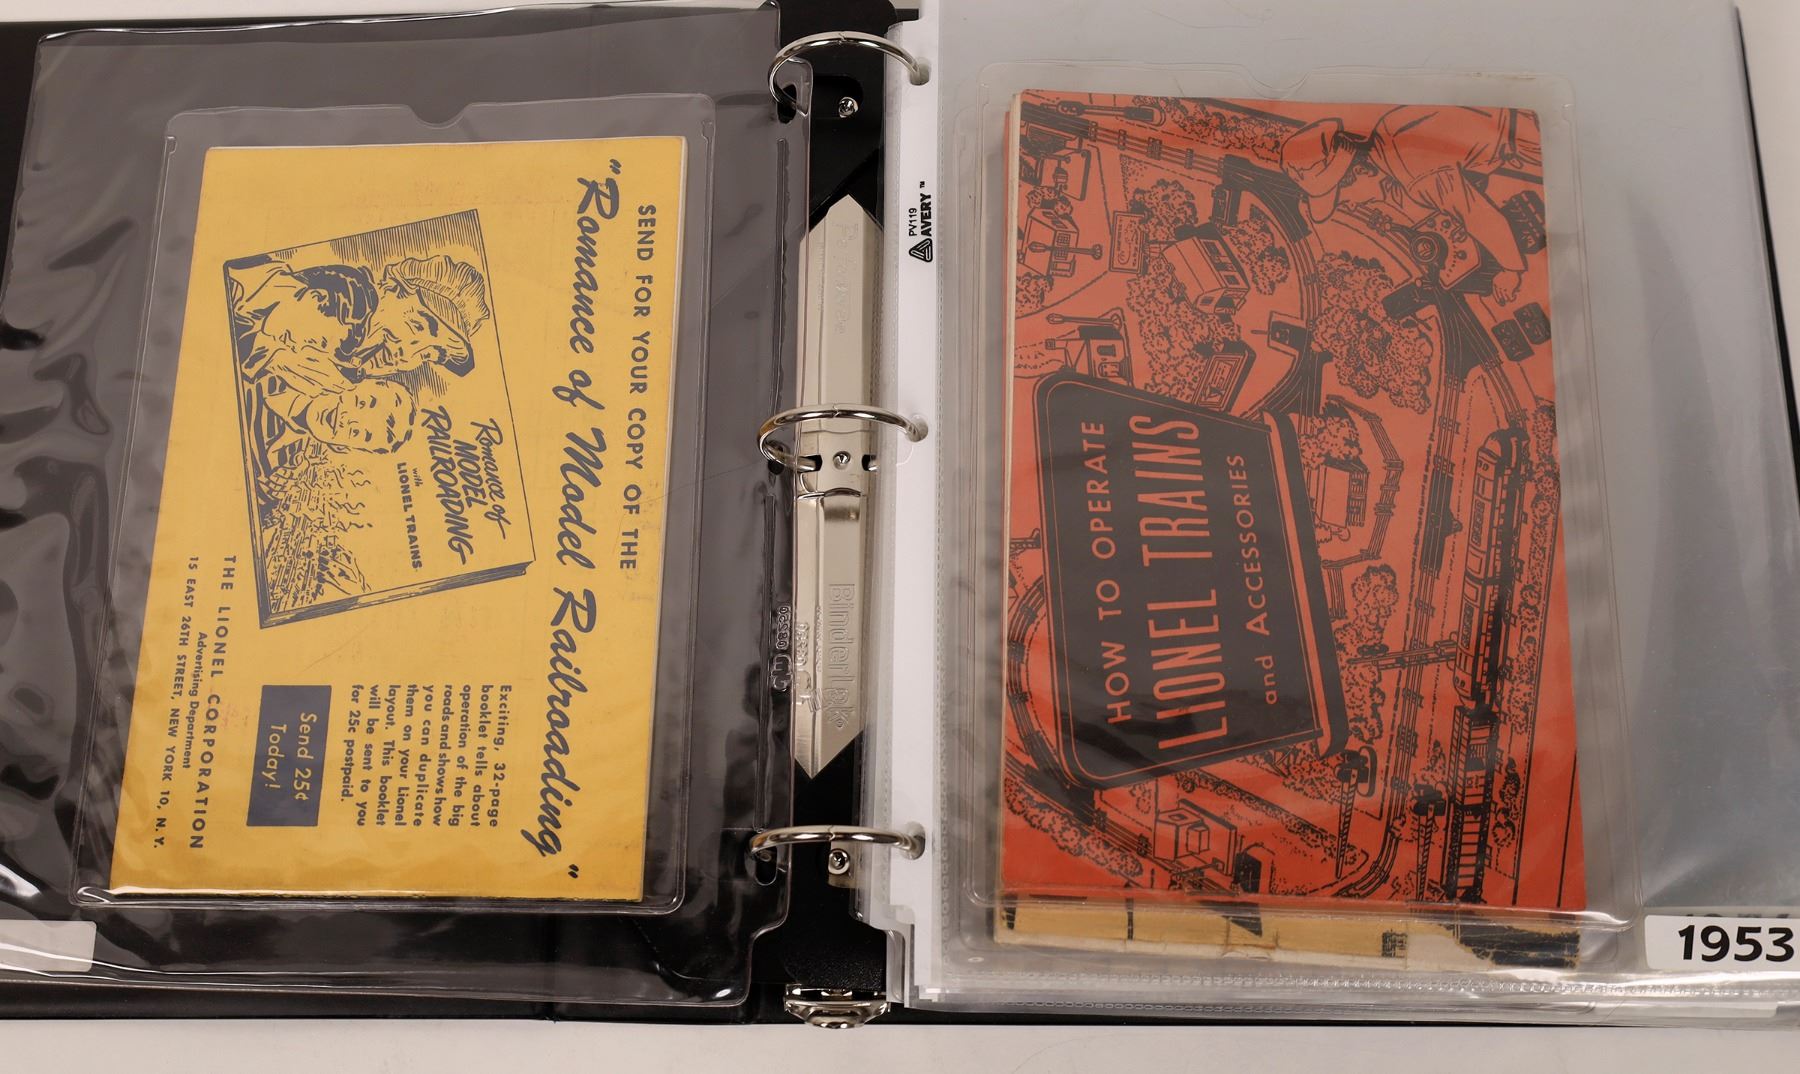 SEND FOR YOUR COPY OF THE
"Romance of Model Railroading"
Romance of
MODEL
RAILROADING
with
LIONEL TRAINS
Exciting, 32-page
booklet tells about
operation of the big
roads and shows how
you can duplicate
them on your Lionel
layout. This booklet
will be sent to you
for 25c postpaid.
Send 25¢
Today!
THE LIONEL CORPORATION
Advertising Department
15 EAST 26TH STREET, NEW YORK 10, N. Y.
BinderTek
PV119
AVERY™
HOW TO OPERATE
LIONEL TRAINS
and ACCESSORIES
1953